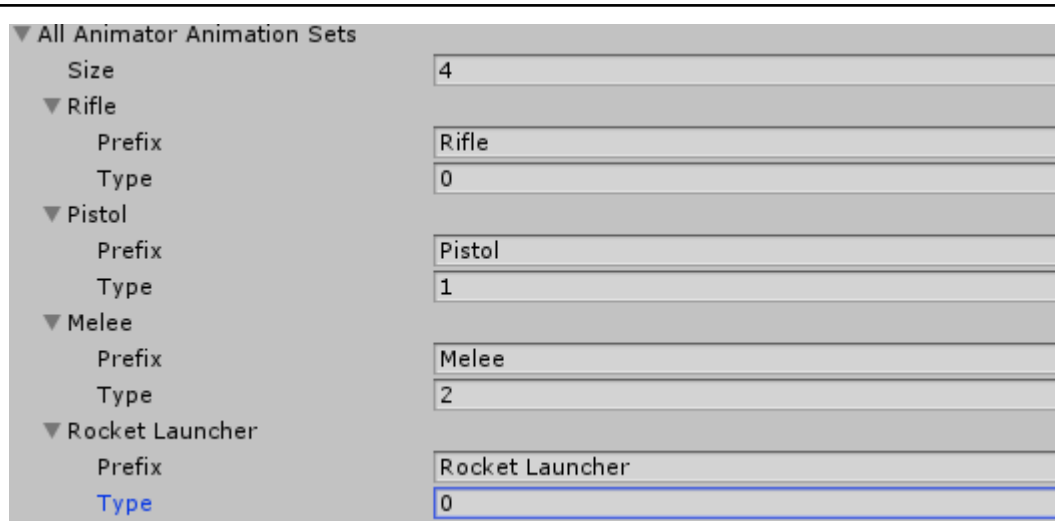 All Animator Animation Sets
Size 4
Rifle
Prefix Rifle
Type 0
Pistol
Prefix Pistol
Type 1
Melee
Prefix Melee
Type 2
Rocket Launcher
Prefix Rocket Launcher
Type 0